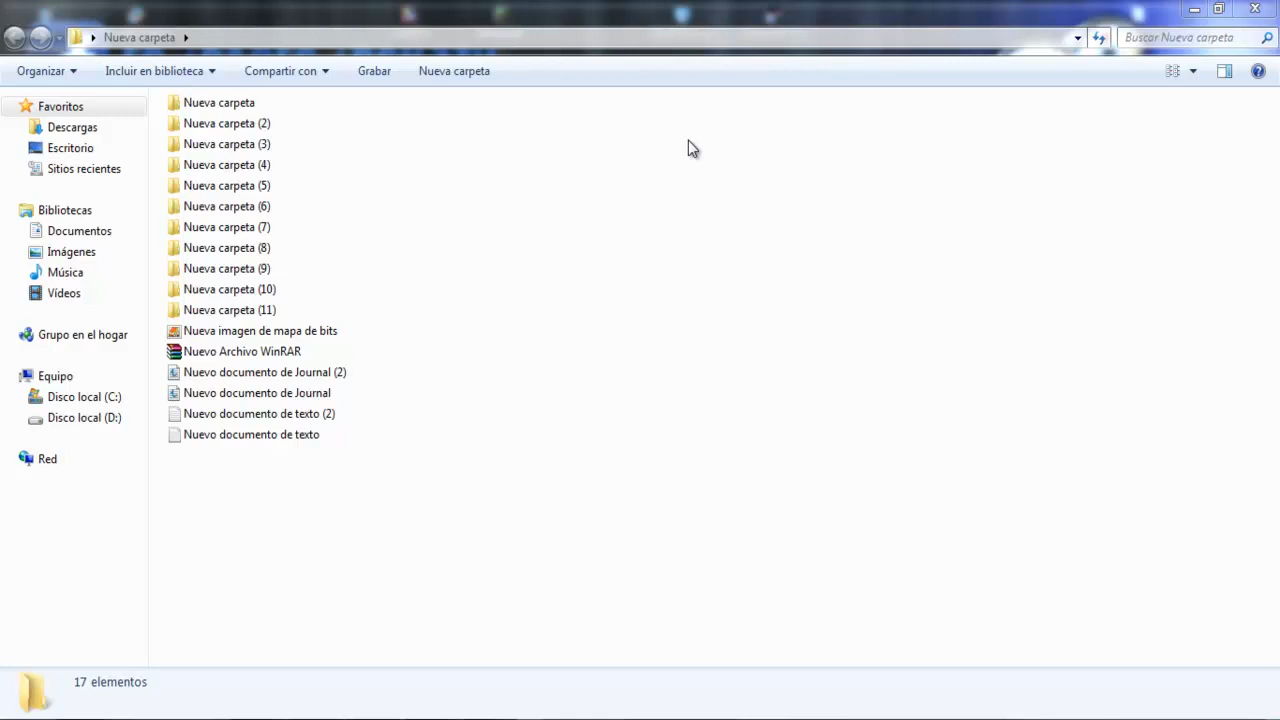 Nueva carpeta
Buscar Nueva carpeta
Organizar
Incluir en biblioteca
Compartir con
Grabar
Nueva carpeta
Favoritos
Descargas
Escritorio
Sitios recientes
Bibliotecas
Documentos
Imágenes
Música
Vídeos
Grupo en el hogar
Equipo
Disco local (C:)
Disco local (D:)
Red
Nueva carpeta
Nueva carpeta (2)
Nueva carpeta (3)
Nueva carpeta (4)
Nueva carpeta (5)
Nueva carpeta (6)
Nueva carpeta (7)
Nueva carpeta (8)
Nueva carpeta (9)
Nueva carpeta (10)
Nueva carpeta (11)
Nueva imagen de mapa de bits
Nuevo Archivo WinRAR
Nuevo documento de Journal (2)
Nuevo documento de Journal
Nuevo documento de texto (2)
Nuevo documento de texto
17 elementos